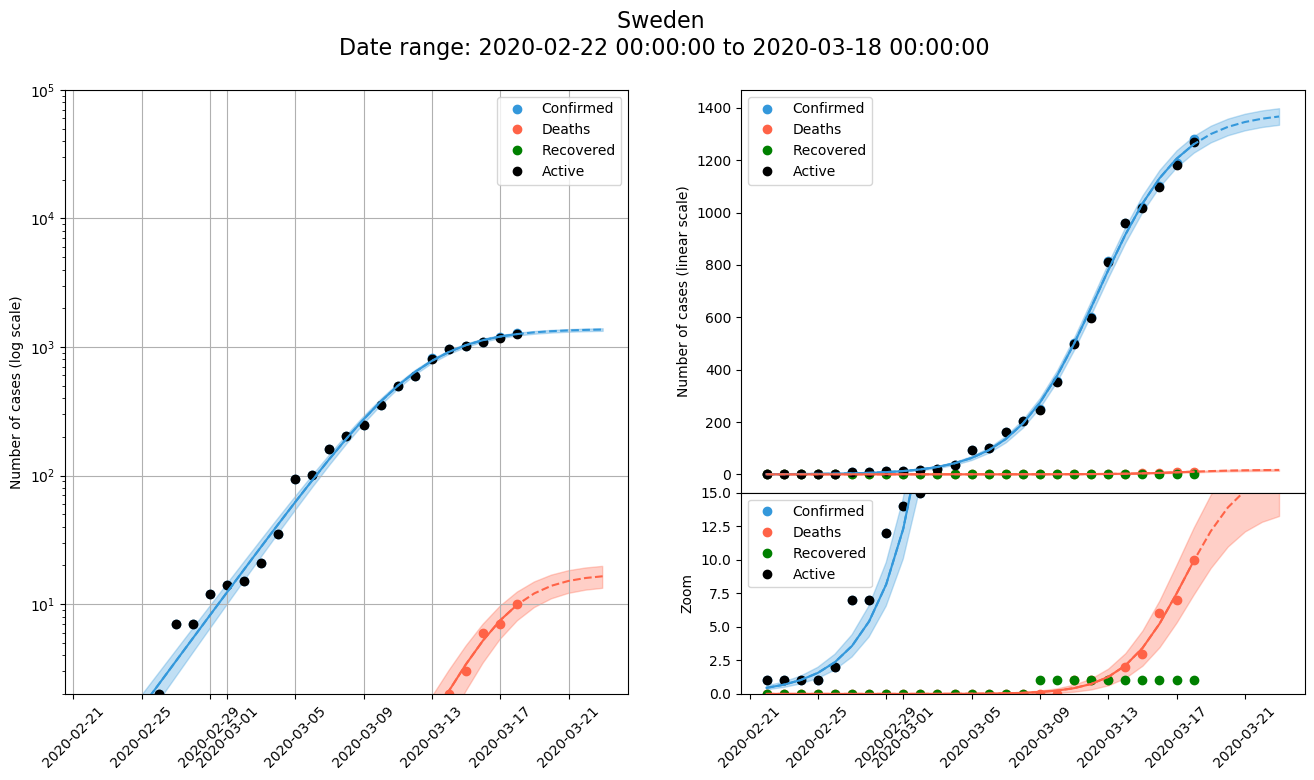 Sweden
Date range: 2020-02-22 00:00:00 to 2020-03-18 00:00:00
Number of cases (log scale)
10^5
10^4
10^3
10^2
10^1
Confirmed
Deaths
Recovered
Active
2020-02-21
2020-02-25
2020-02-29
2020-03-01
2020-03-05
2020-03-09
2020-03-13
2020-03-17
2020-03-21
Number of cases (linear scale)
1400
1200
1000
800
600
400
200
0
Confirmed
Deaths
Recovered
Active
Zoom
15.0
12.5
10.0
7.5
5.0
2.5
0.0
Confirmed
Deaths
Recovered
Active
2020-02-21
2020-02-25
2020-02-29
2020-03-01
2020-03-05
2020-03-09
2020-03-13
2020-03-17
2020-03-21